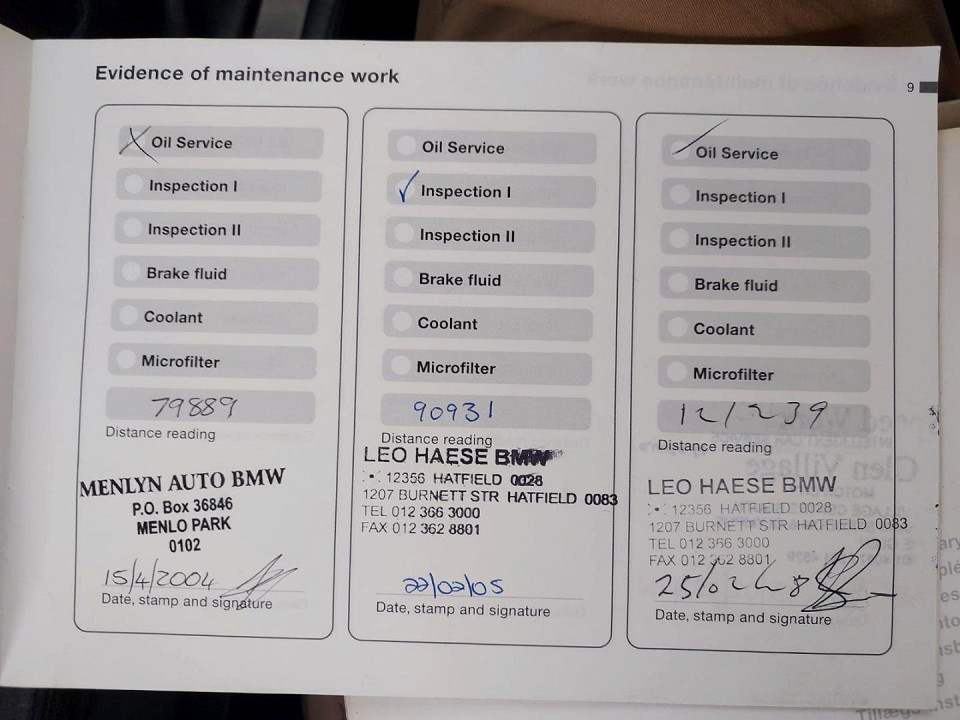 Evidence of maintenance work
9
Oil Service
Inspection I
Inspection II
Brake fluid
Coolant
Microfilter
79889
Distance reading
MENLYN AUTO BMW
P.O. Box 36846
MENLO PARK
0102
15/4/2004
Date, stamp and signature
Oil Service
Inspection I
Inspection II
Brake fluid
Coolant
Microfilter
90931
Distance reading
LEO HAESE BMW
12356 HATFIELD 0028
1207 BURNETT STR HATFIELD 0083
TEL 012 366 3000
FAX 012 362 8801
22/02/05
Date, stamp and signature
Oil Service
Inspection I
Inspection II
Brake fluid
Coolant
Microfilter
Distance reading
LEO HAESE BMW
12356 HATFIELD 0028
1207 BURNETT STR HATFIELD 0083
TEL 012 366 3000
FAX 012 362 8801
Date, stamp and signature